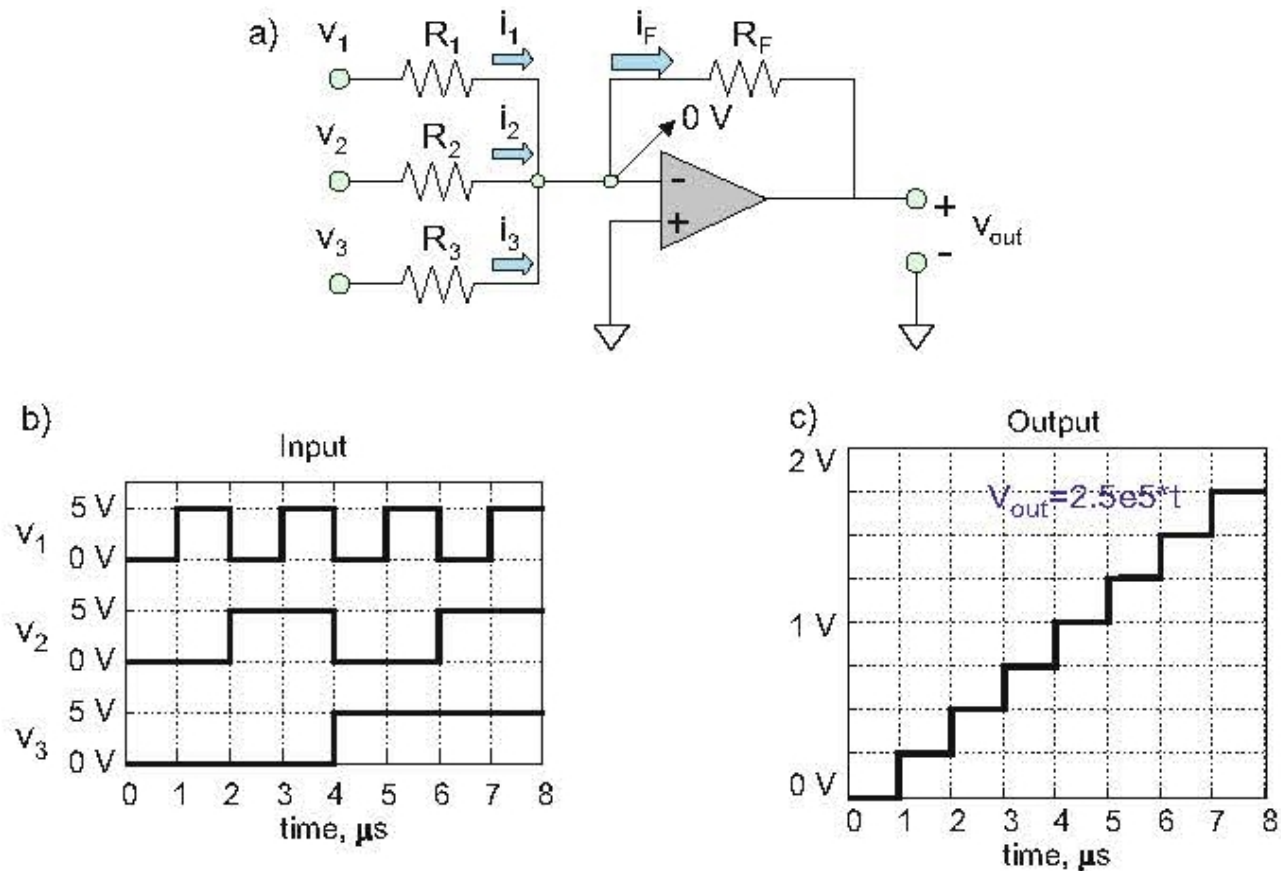 a)
v1 R1 i1 iF RF
0 V
v2 R2 i2
- +
v3 R3 i3
+ vout -
b)
Input
5 V
v1
0 V
5 V
v2
0 V
5 V
v3
0 V
0 1 2 3 4 5 6 7 8
time, μs
c)
Output
2 V
Vout=2.5e5*t
1 V
0 V
0 1 2 3 4 5 6 7 8
time, μs